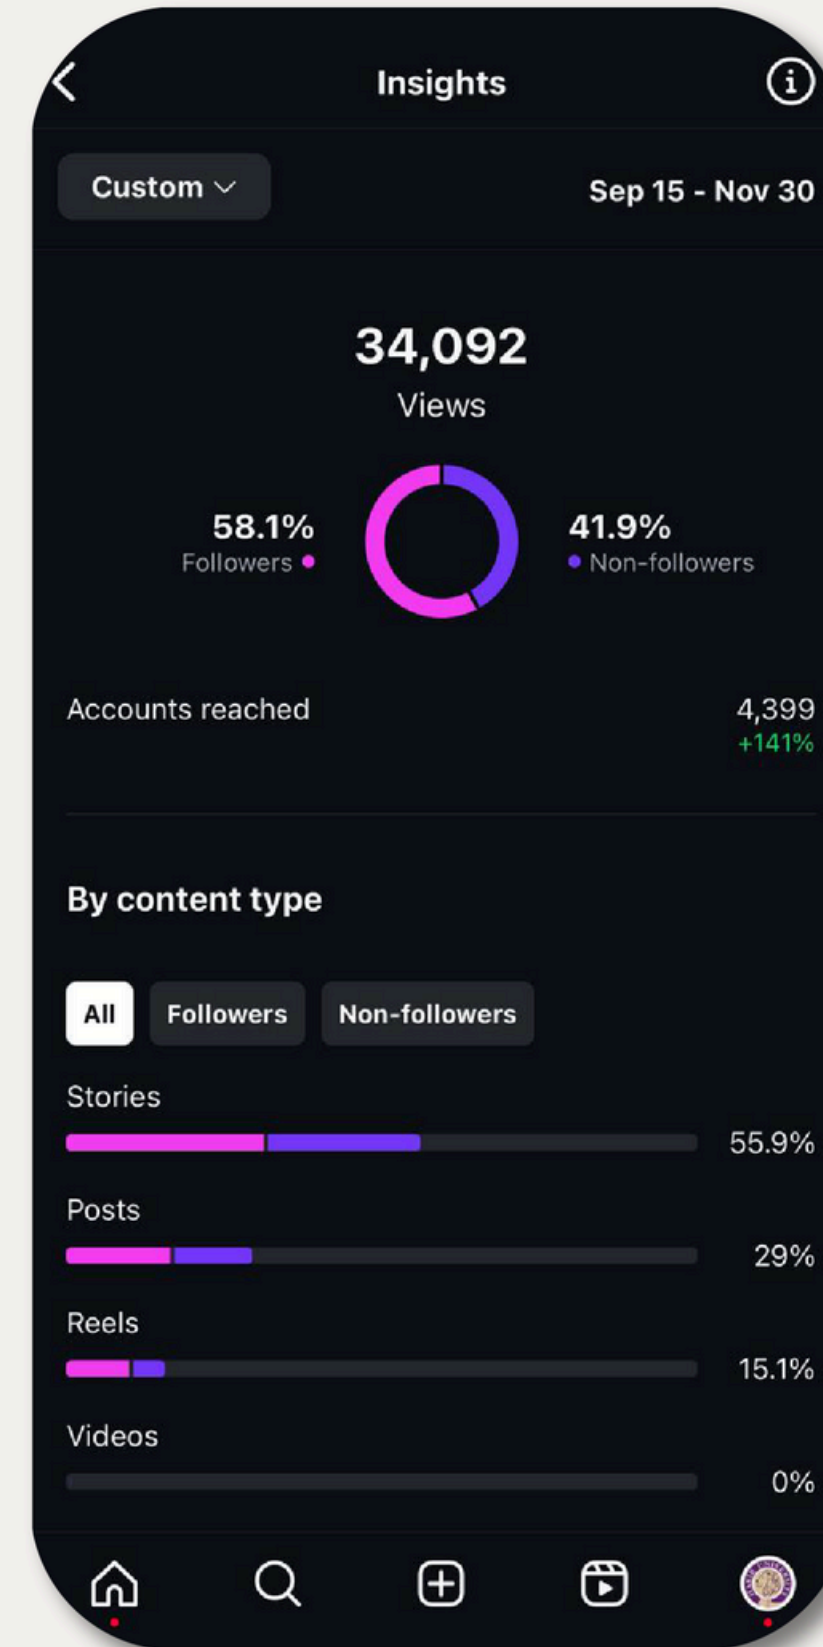 Insights
Custom
Sep 15 - Nov 30
34,092
Views
58.1%
Followers
41.9%
Non-followers
Accounts reached
4,399
+141%
By content type
All
Followers
Non-followers
Stories
55.9%
Posts
29%
Reels
15.1%
Videos
0%